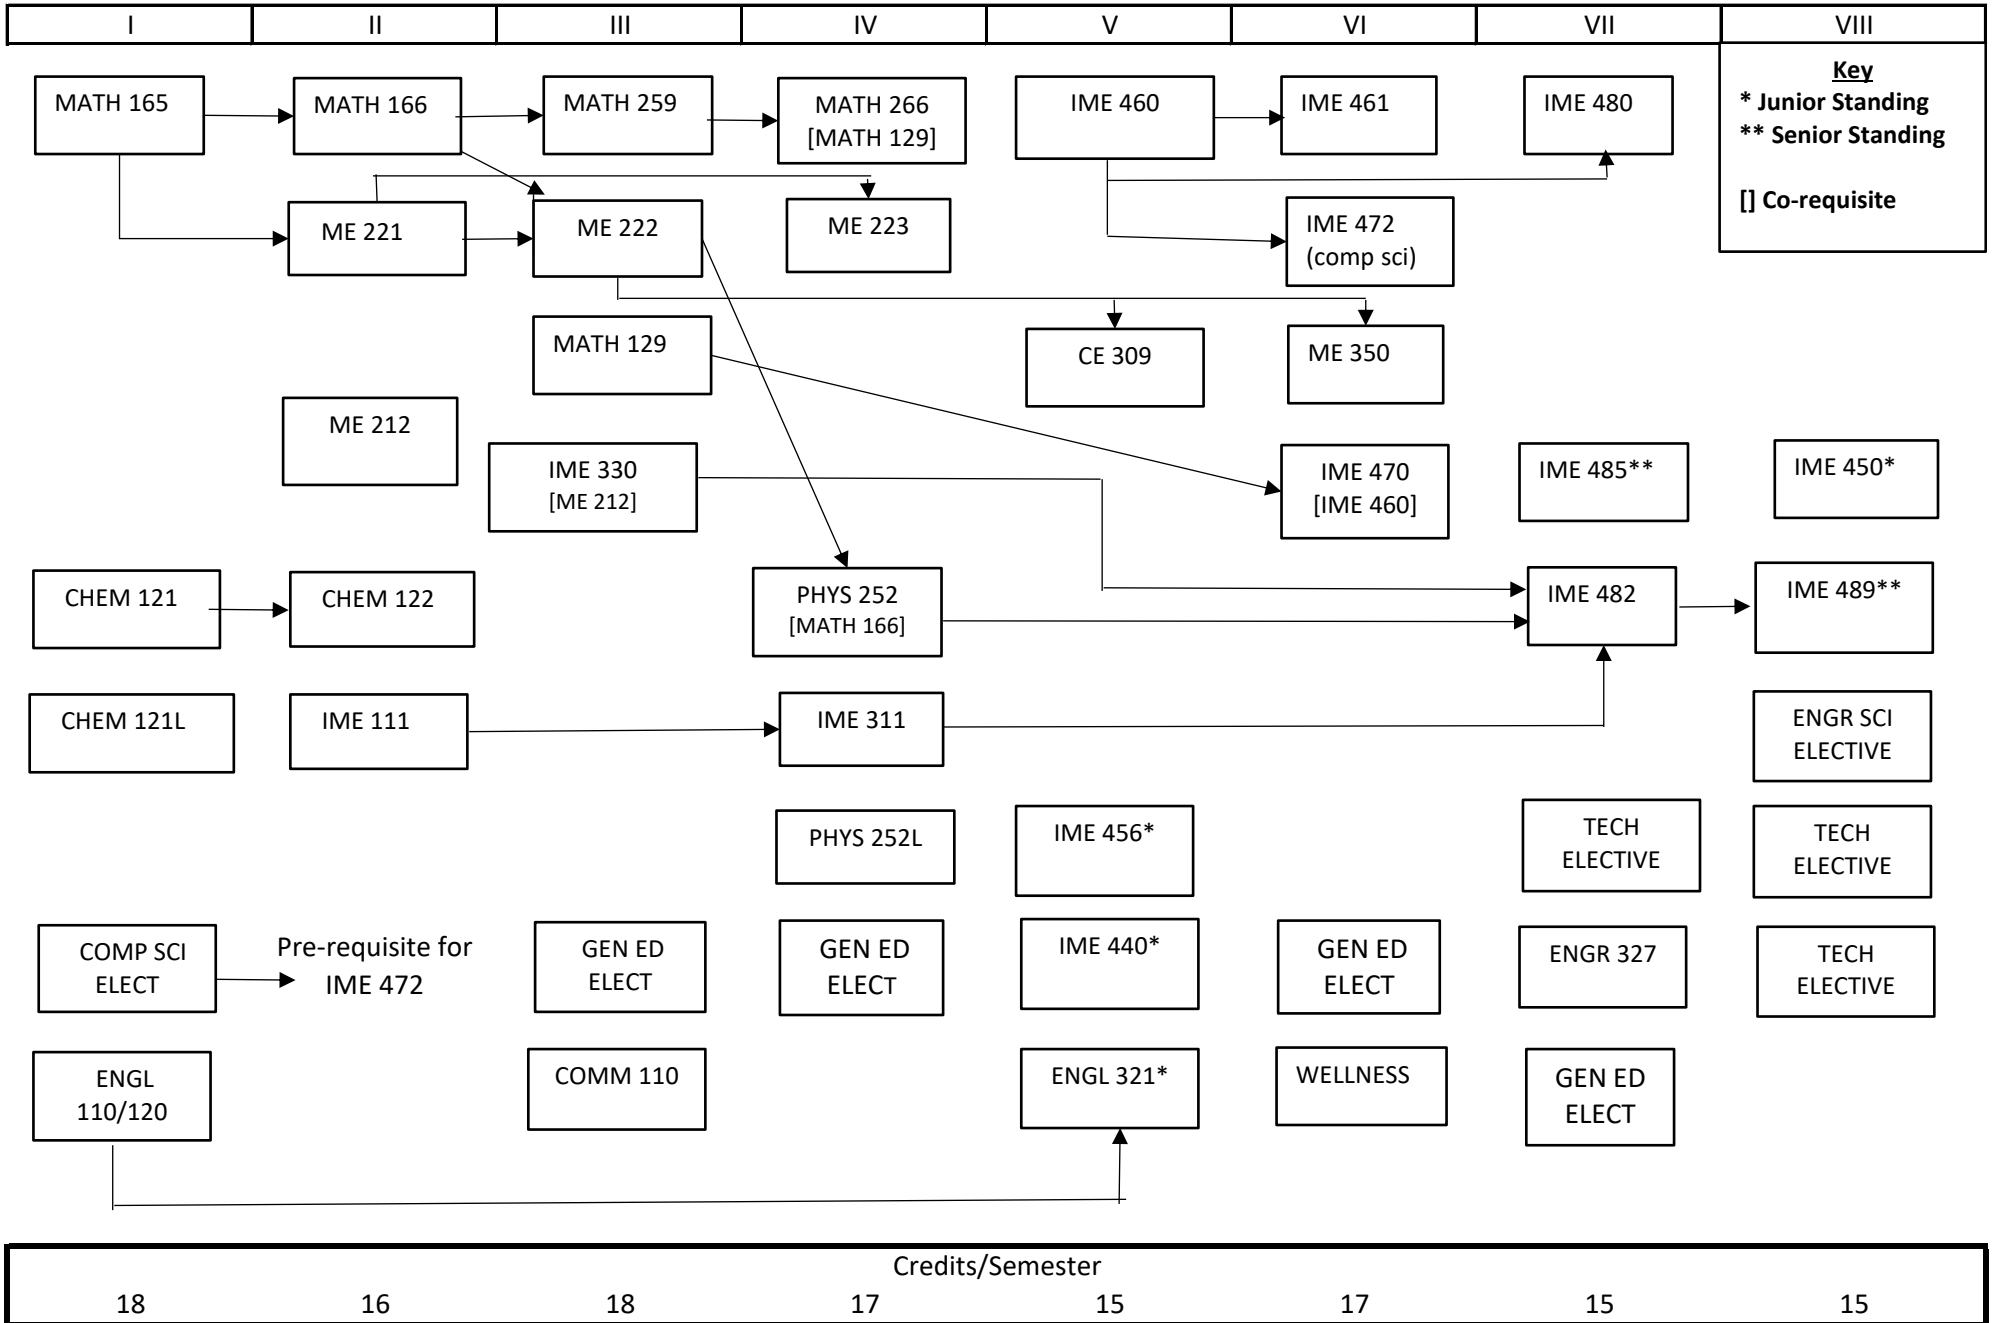 I II III IV V VI VII VIII
Key
* Junior Standing
** Senior Standing
[] Co-requisite
MATH 165
MATH 166
MATH 259
MATH 266
[MATH 129]
IME 460
IME 461
IME 480
ME 221
ME 222
ME 223
IME 472
(comp sci)
MATH 129
CE 309
ME 350
ME 212
IME 330
[ME 212]
IME 470
[IME 460]
IME 485**
IME 450*
CHEM 121
CHEM 122
PHYS 252
[MATH 166]
IME 482
IME 489**
CHEM 121L
IME 111
IME 311
ENGR SCI
ELECTIVE
PHYS 252L
IME 456*
TECH
ELECTIVE
TECH
ELECTIVE
COMP SCI
ELECT
Pre-requisite for
IME 472
GEN ED
ELECT
GEN ED
ELECT
IME 440*
GEN ED
ELECT
ENGR 327
TECH
ELECTIVE
ENGL
110/120
COMM 110
ENGL 321*
WELLNESS
GEN ED
ELECT
Credits/Semester
18 16 18 17 15 17 15 15